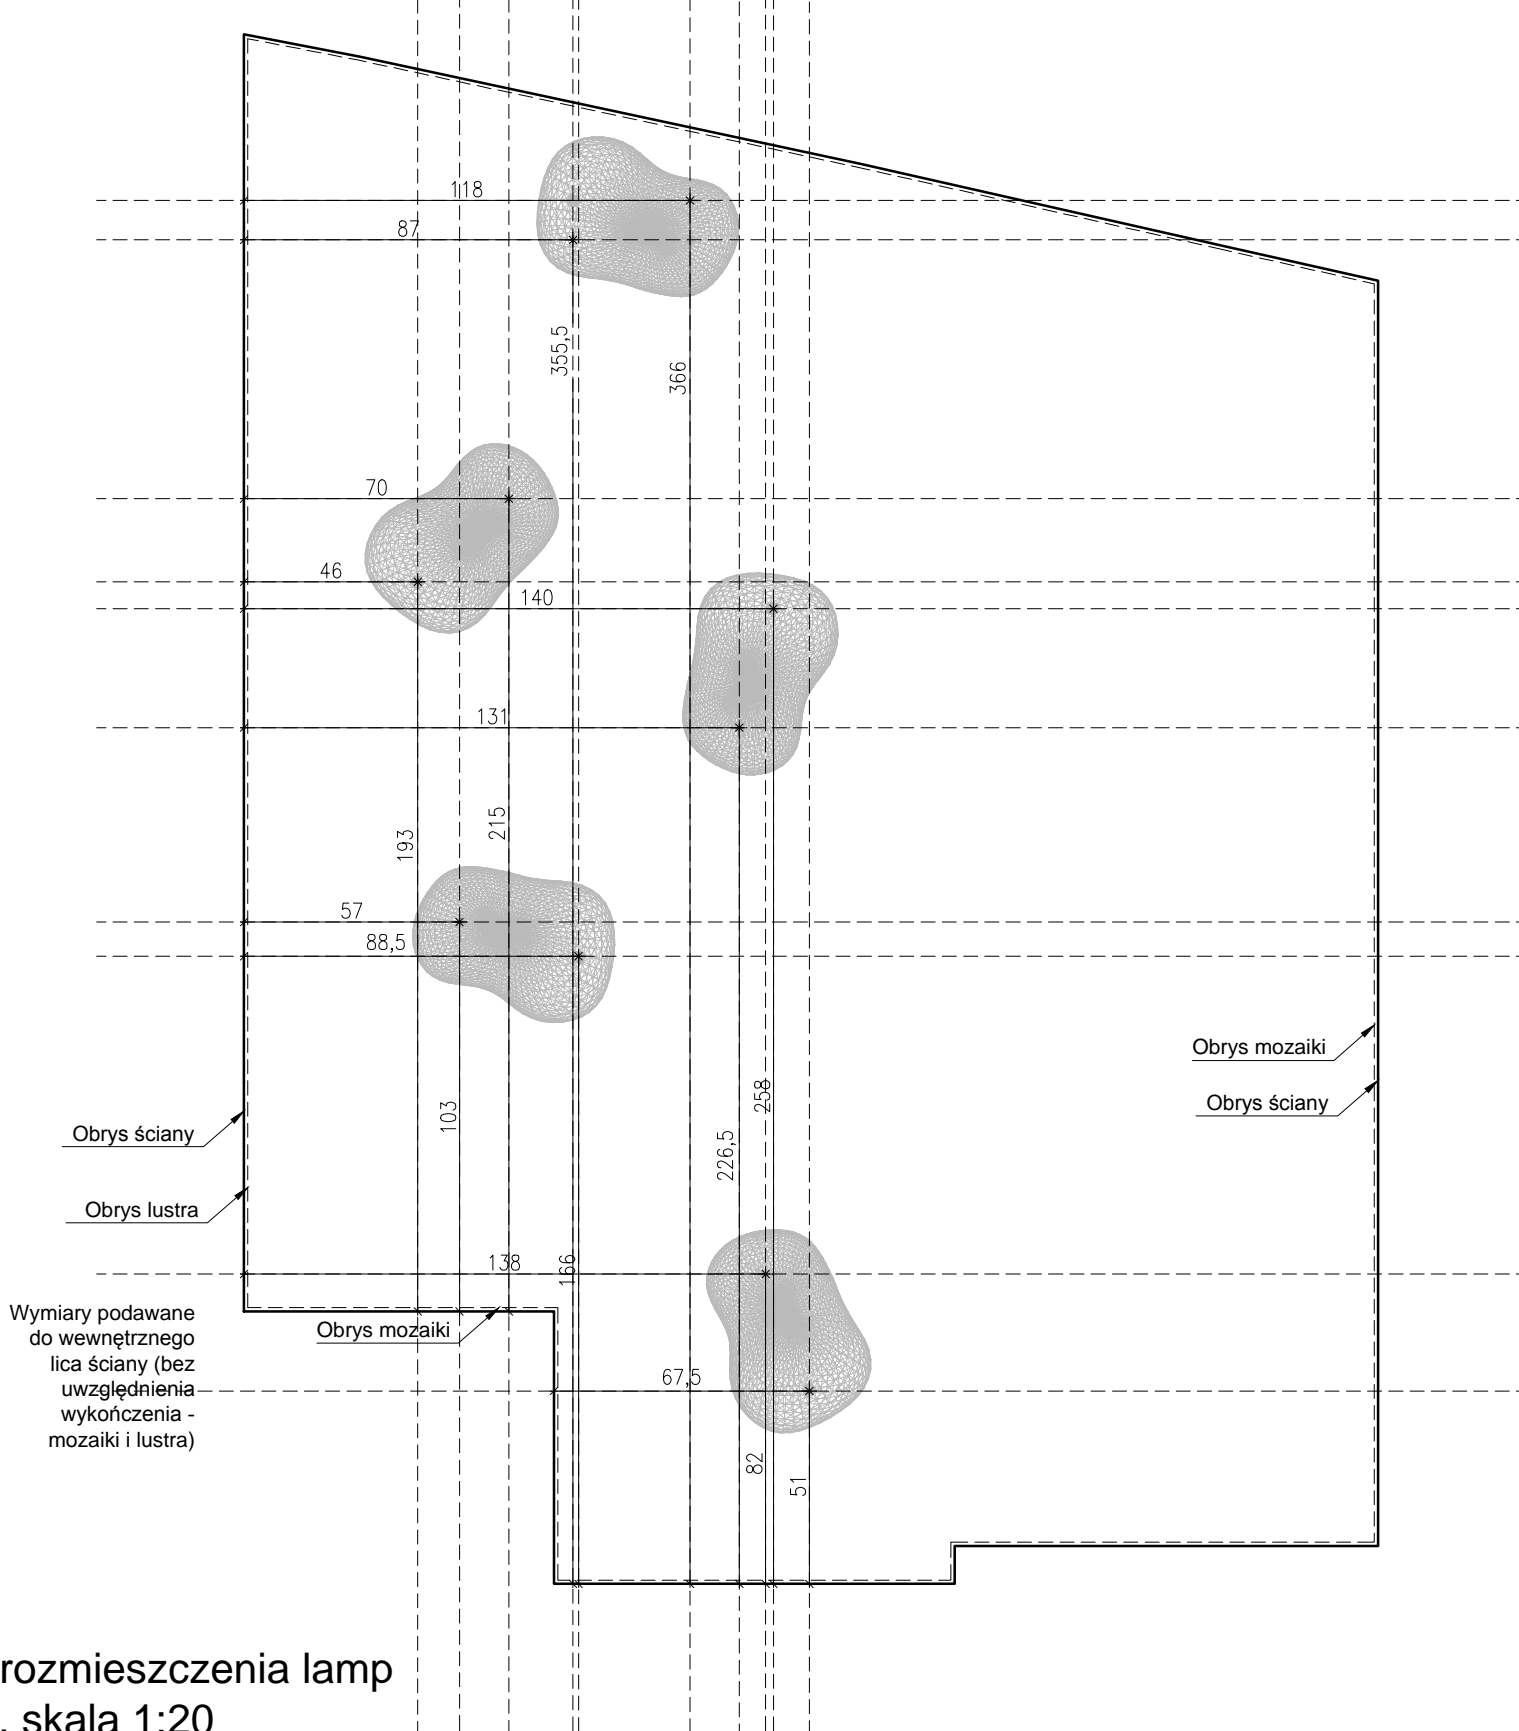 118
87
355,5
366
70
46
140
131
193
215
57
88,5
103
258
226,5
Obrys mozaiki
Obrys ściany
Obrys ściany
Obrys lustra
138
166
Wymiary podawane
do wewnętrznego
lica ściany (bez
uwzględnienia
wykończenia -
mozaiki i lustra)
Obrys mozaiki
67,5
82
51
rozmieszczenia lamp
. skala 1:20